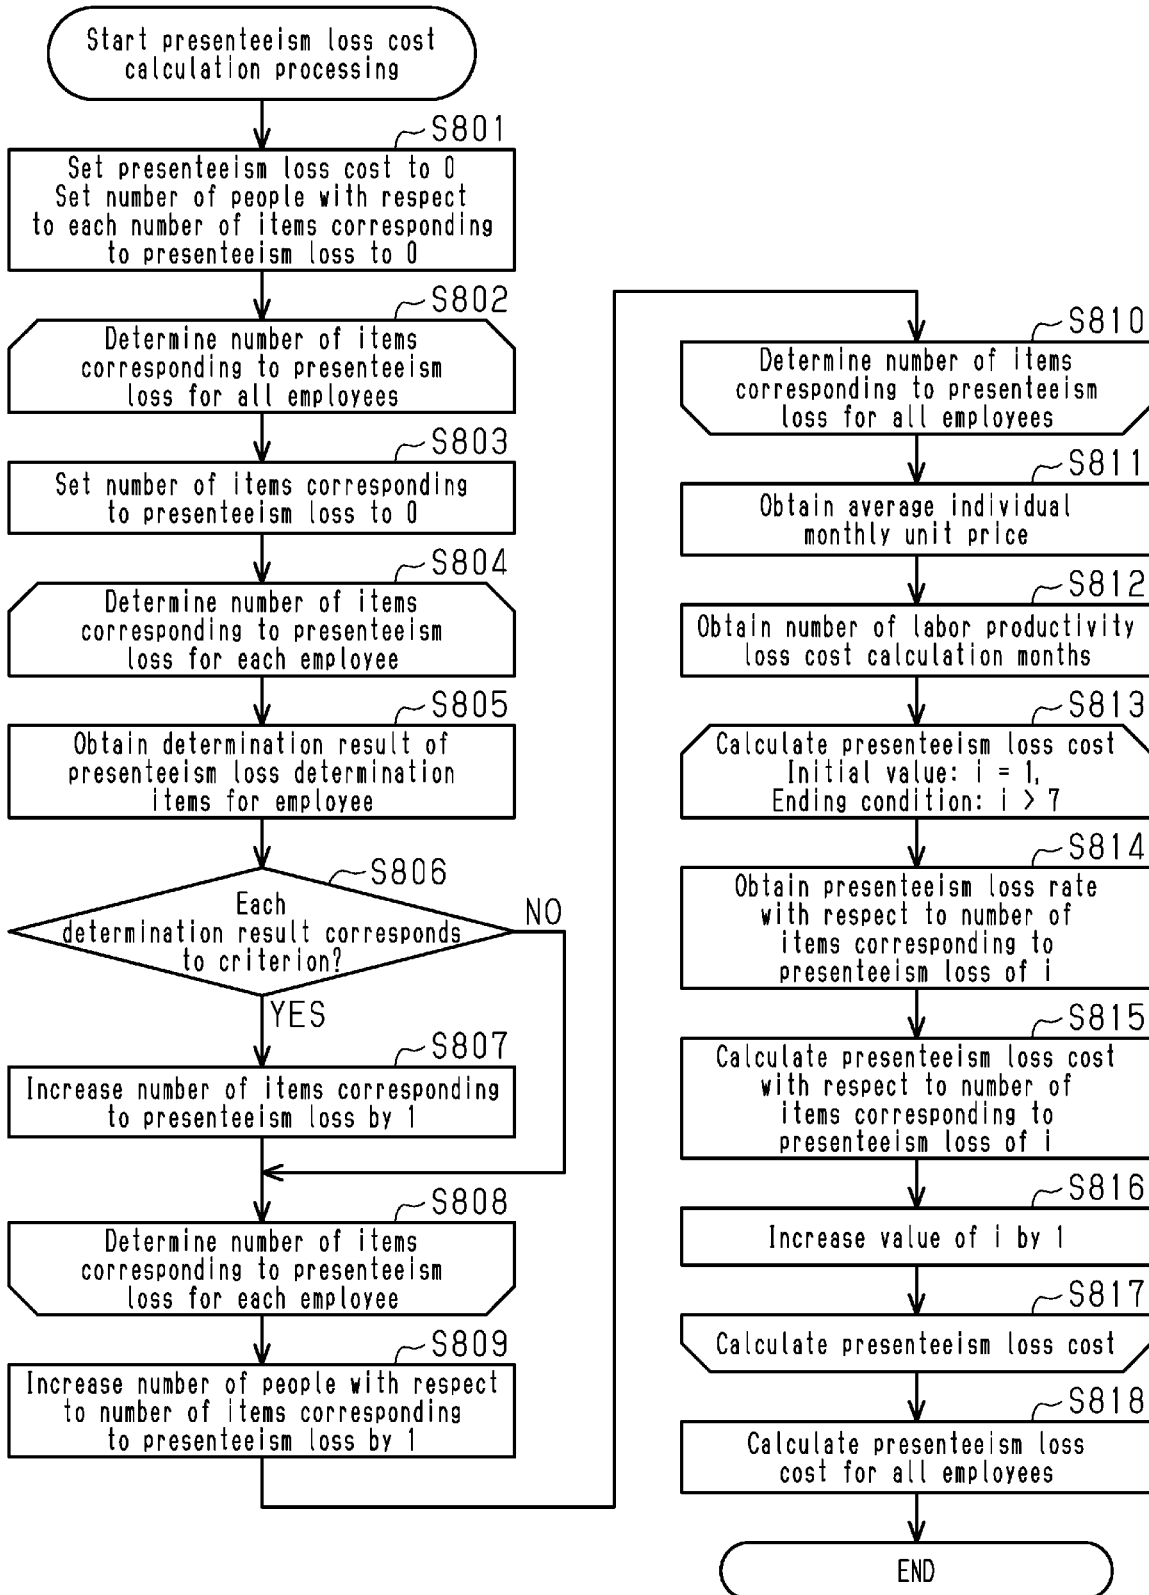 Start presenteeism loss cost
calculation processing
S801
Set presenteeism loss cost to 0
Set number of people with respect
to each number of items corresponding
to presenteeism loss to 0
S802
Determine number of items
corresponding to presenteeism
loss for all employees
S803
Set number of items corresponding
to presenteeism loss to 0
S804
Determine number of items
corresponding to presenteeism
loss for each employee
S805
Obtain determination result of
presenteeism loss determination
items for employee
S806
Each
determination result corresponds
to criterion?
NO
YES
S807
Increase number of items corresponding
to presenteeism loss by 1
S808
Determine number of items
corresponding to presenteeism
loss for each employee
S809
Increase number of people with respect
to number of items corresponding
to presenteeism loss by 1
S810
Determine number of items
corresponding to presenteeism
loss for all employees
S811
Obtain average individual
monthly unit price
S812
Obtain number of labor productivity
loss cost calculation months
S813
Calculate presenteeism loss cost
Initial value: i = 1,
Ending condition: i > 7
S814
Obtain presenteeism loss rate
with respect to number of
items corresponding to
presenteeism loss of i
S815
Calculate presenteeism loss cost
with respect to number of
items corresponding to
presenteeism loss of i
S816
Increase value of i by 1
S817
Calculate presenteeism loss cost
S818
Calculate presenteeism loss
cost for all employees
END